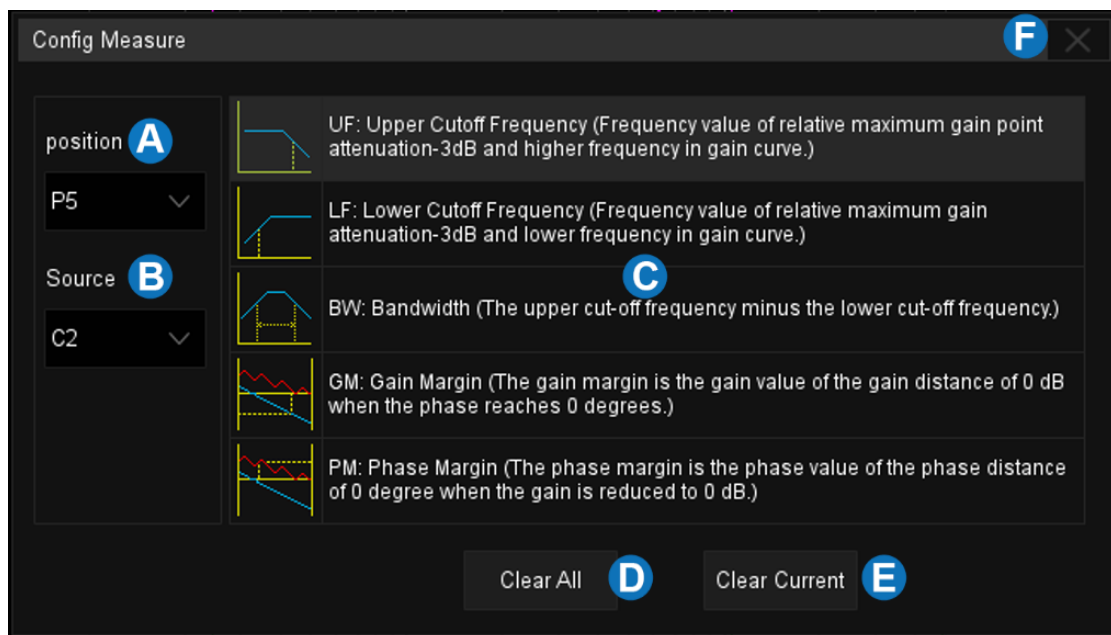 Config Measure
F
position A
P5
Source B
C2
UF: Upper Cutoff Frequency (Frequency value of relative maximum gain point
attenuation-3dB and higher frequency in gain curve.)
LF: Lower Cutoff Frequency (Frequency value of relative maximum gain
attenuation-3dB and lower frequency in gain curve.)
C
BW: Bandwidth (The upper cut-off frequency minus the lower cut-off frequency.)
GM: Gain Margin (The gain margin is the gain value of the gain distance of 0 dB
when the phase reaches 0 degrees.)
PM: Phase Margin (The phase margin is the phase value of the phase distance
of 0 degree when the gain is reduced to 0 dB.)
Clear All D
Clear Current E